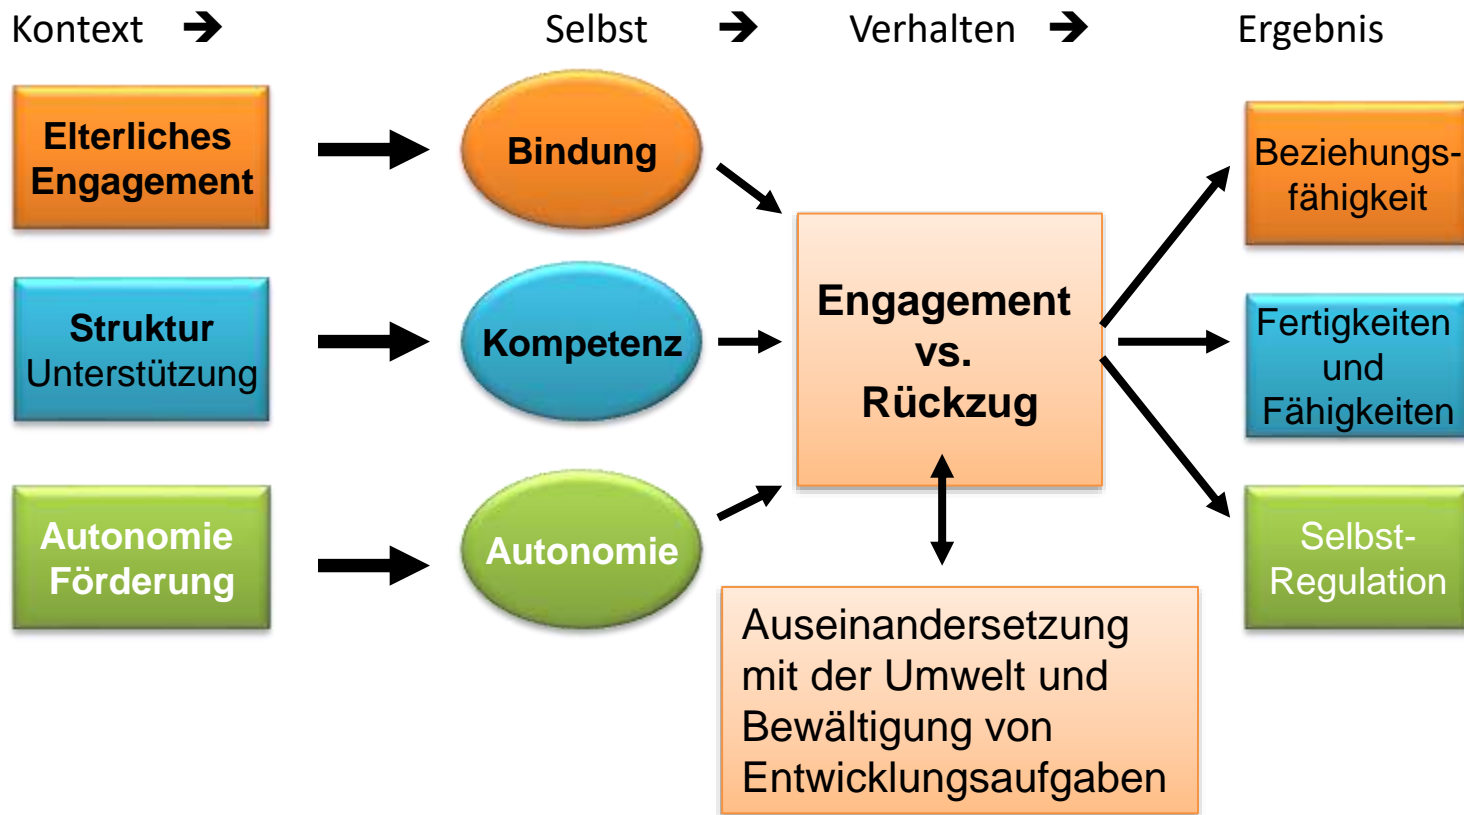 Kontext ➔ Selbst ➔ Verhalten ➔ Ergebnis
Elterliches
Engagement
Bindung
Beziehungs-
fähigkeit
Struktur
Unterstützung
Kompetenz
Engagement
vs.
Rückzug
Fertigkeiten
und
Fähigkeiten
Autonomie
Förderung
Autonomie
Selbst-
Regulation
Auseinandersetzung
mit der Umwelt und
Bewältigung von
Entwicklungsaufgaben